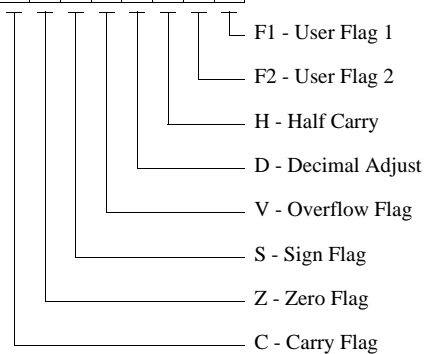 F1 - User Flag 1
F2 - User Flag 2
H - Half Carry
D - Decimal Adjust
V - Overflow Flag
S - Sign Flag
Z - Zero Flag
C - Carry Flag